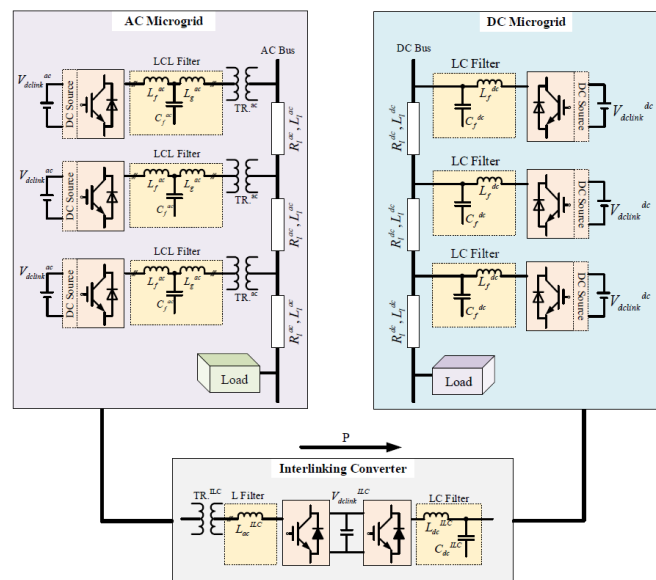 AC Microgrid
LCL Filter
AC Bus
V_dclink^ac
DC Source
L_f^ac
L_g^ac
C_f^ac
TR.^ac
R_l^ac, L_l^ac
LCL Filter
V_dclink^ac
DC Source
L_f^ac
L_g^ac
C_f^ac
TR.^ac
R_l^ac, L_l^ac
LCL Filter
V_dclink^ac
DC Source
L_f^ac
L_g^ac
C_f^ac
TR.^ac
R_l^ac, L_l^ac
Load
DC Microgrid
DC Bus
LC Filter
L_f^dc
C_f^dc
DC Source
V_dclink^dc
R_l^dc, L_l^dc
LC Filter
L_f^dc
C_f^dc
DC Source
V_dclink^dc
R_l^dc, L_l^dc
LC Filter
L_f^dc
C_f^dc
DC Source
V_dclink^dc
R_l^dc, L_l^dc
Load
P
Interlinking Converter
TR.^ILC
L Filter
L_ac^ILC
V_dclink^ILC
LC Filter
L_dc^ILC
C_dc^ILC